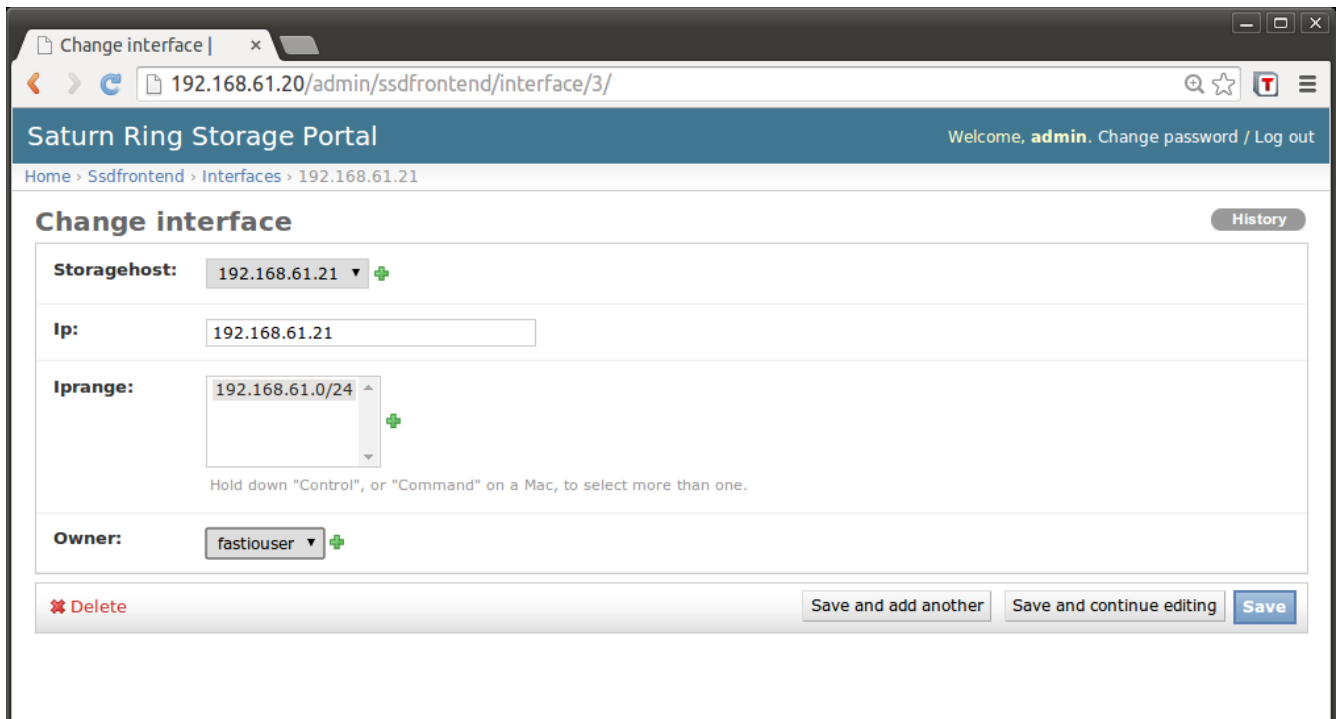 Change interface |
192.168.61.20/admin/ssdfrontend/interface/3/
Saturn Ring Storage Portal
Welcome, admin. Change password / Log out
Home › Ssdfrontend › Interfaces › 192.168.61.21
Change interface
History
Storagehost:
192.168.61.21
Ip:
192.168.61.21
Iprange:
192.168.61.0/24
Hold down "Control", or "Command" on a Mac, to select more than one.
Owner:
fastiouser
Delete
Save and add another
Save and continue editing
Save